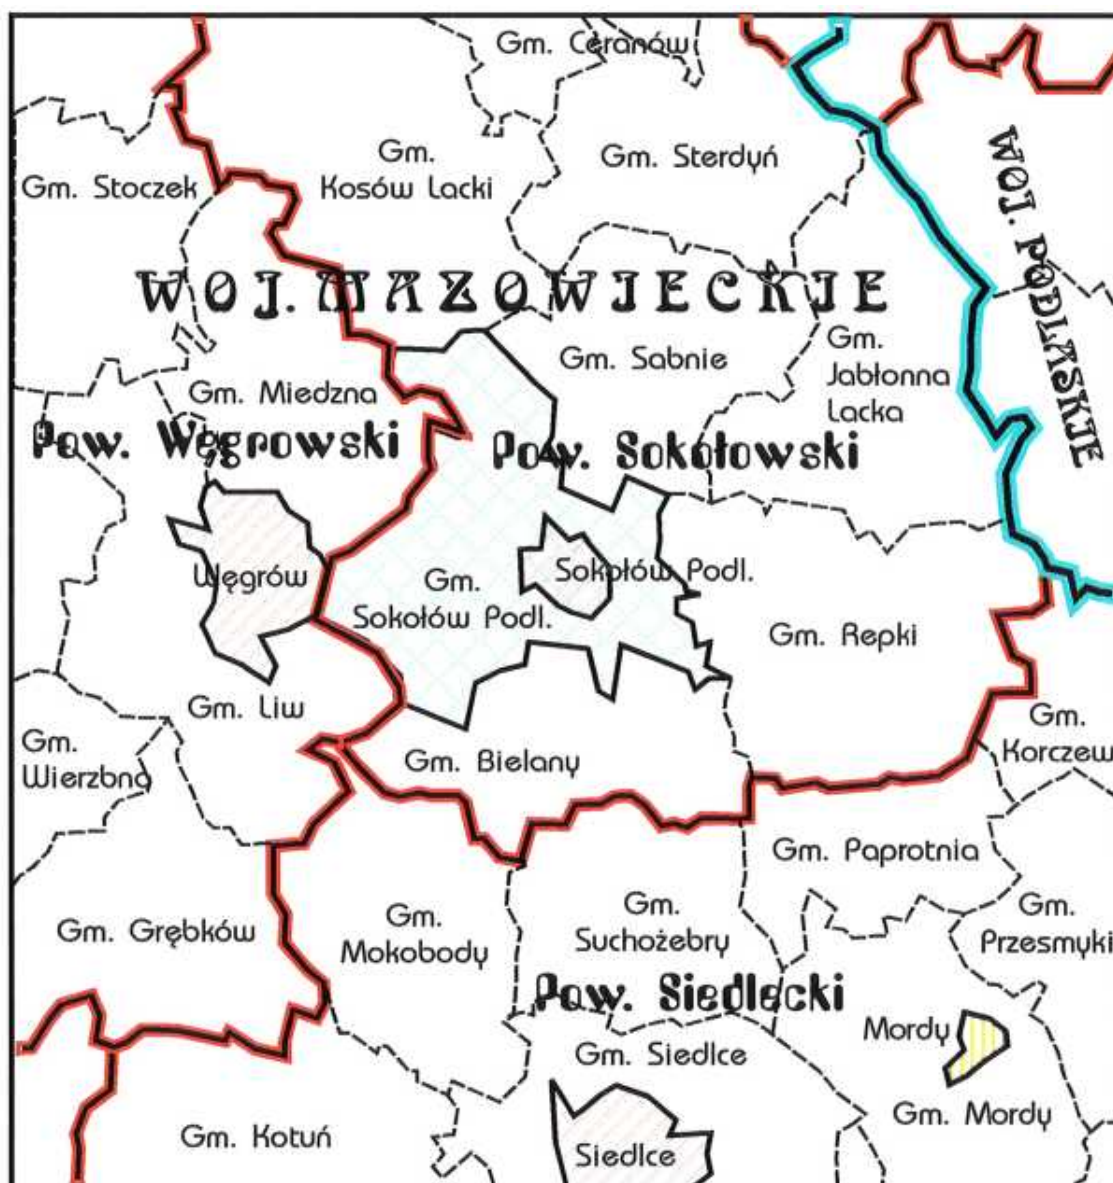 Gm. Ceranów
Gm.
Kosów Lacki
Gm. Sterdyń
Gm. Stoczek
WOJ. PODLASKIE
WOJ. MAZOWIECKIE
Gm. Sabnie
Gm.
Jabłonna
Lacka
Gm. Miedzna
Pow. Węgrowski
Pow. Sokołowski
Węgrów
Gm.
Sokołów Podl.
Sokołów Podl.
Gm. Repki
Gm. Liw
Gm.
Wierzbno
Gm. Bielany
Gm.
Korczew
Gm. Paprotnia
Gm. Grębków
Gm.
Mokobody
Gm.
Suchożebry
Gm.
Przesmyki
Pow. Siedlecki
Mordy
Gm. Siedlce
Gm. Mordy
Gm. Kotuń
Siedlce